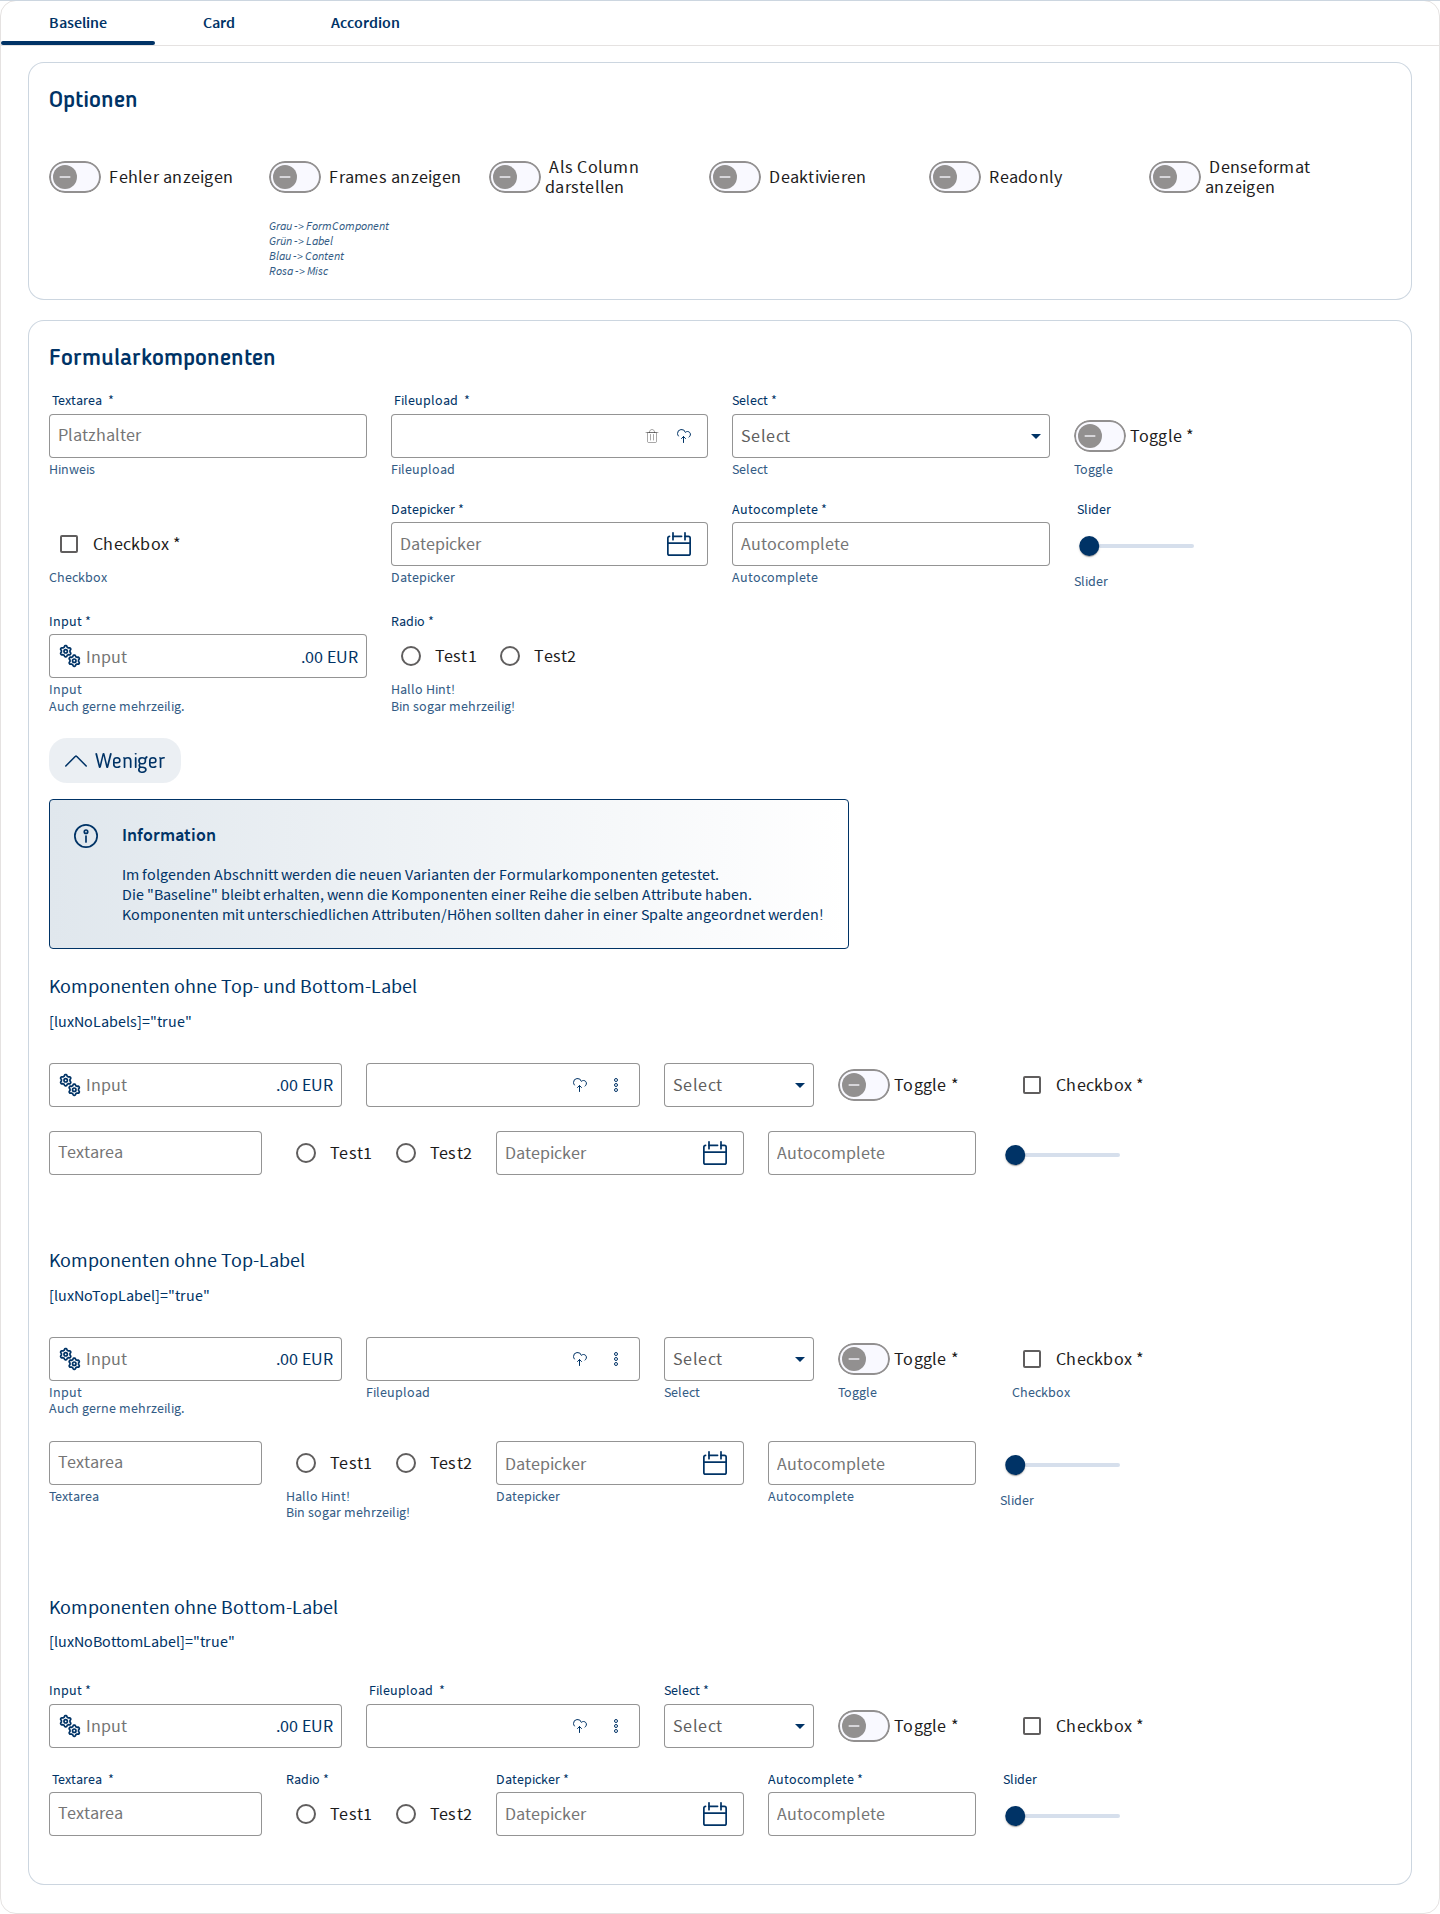 Baseline Card Accordion
Optionen
Fehler anzeigen Frames anzeigen Als Column darstellen Deaktivieren Readonly Denseformat anzeigen
Grau -> FormComponent
Grün -> Label
Blau -> Content
Rosa -> Misc
Formularkomponenten
Textarea * Fileupload * Select *
Platzhalter Select Toggle *
Hinweis Fileupload Select Toggle
Datepicker * Autocomplete * Slider
Checkbox * Datepicker Autocomplete
Checkbox Datepicker Autocomplete Slider
Input * Radio *
Input .00 EUR Test1 Test2
Input Hallo Hint!
Auch gerne mehrzeilig. Bin sogar mehrzeilig!
Weniger
Information
Im folgenden Abschnitt werden die neuen Varianten der Formularkomponenten getestet.
Die "Baseline" bleibt erhalten, wenn die Komponenten einer Reihe die selben Attribute haben.
Komponenten mit unterschiedlichen Attributen/Höhen sollten daher in einer Spalte angeordnet werden!
Komponenten ohne Top- und Bottom-Label
[luxNoLabels]="true"
Input .00 EUR Select Toggle * Checkbox *
Textarea Test1 Test2 Datepicker Autocomplete
Komponenten ohne Top-Label
[luxNoTopLabel]="true"
Input .00 EUR Select Toggle * Checkbox *
Input Fileupload Select Toggle Checkbox
Auch gerne mehrzeilig.
Textarea Test1 Test2 Datepicker Autocomplete
Textarea Hallo Hint! Datepicker Autocomplete Slider
Bin sogar mehrzeilig!
Komponenten ohne Bottom-Label
[luxNoBottomLabel]="true"
Input * Fileupload * Select *
Input .00 EUR Select Toggle * Checkbox *
Textarea * Radio * Datepicker * Autocomplete * Slider
Textarea Test1 Test2 Datepicker Autocomplete